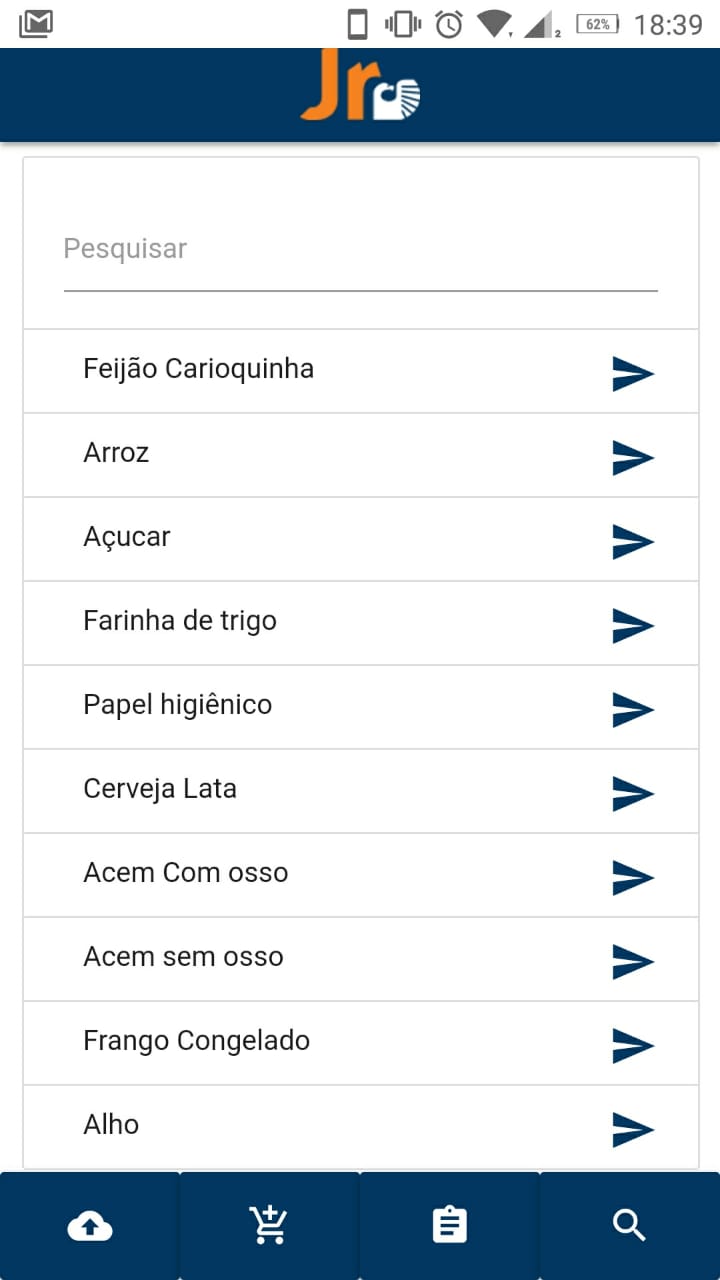 62%
18:39
2
Jr
Pesquisar
Feijão Carioquinha
Arroz
Açucar
Farinha de trigo
Papel higiênico
Cerveja Lata
Acem Com osso
Acem sem osso
Frango Congelado
Alho